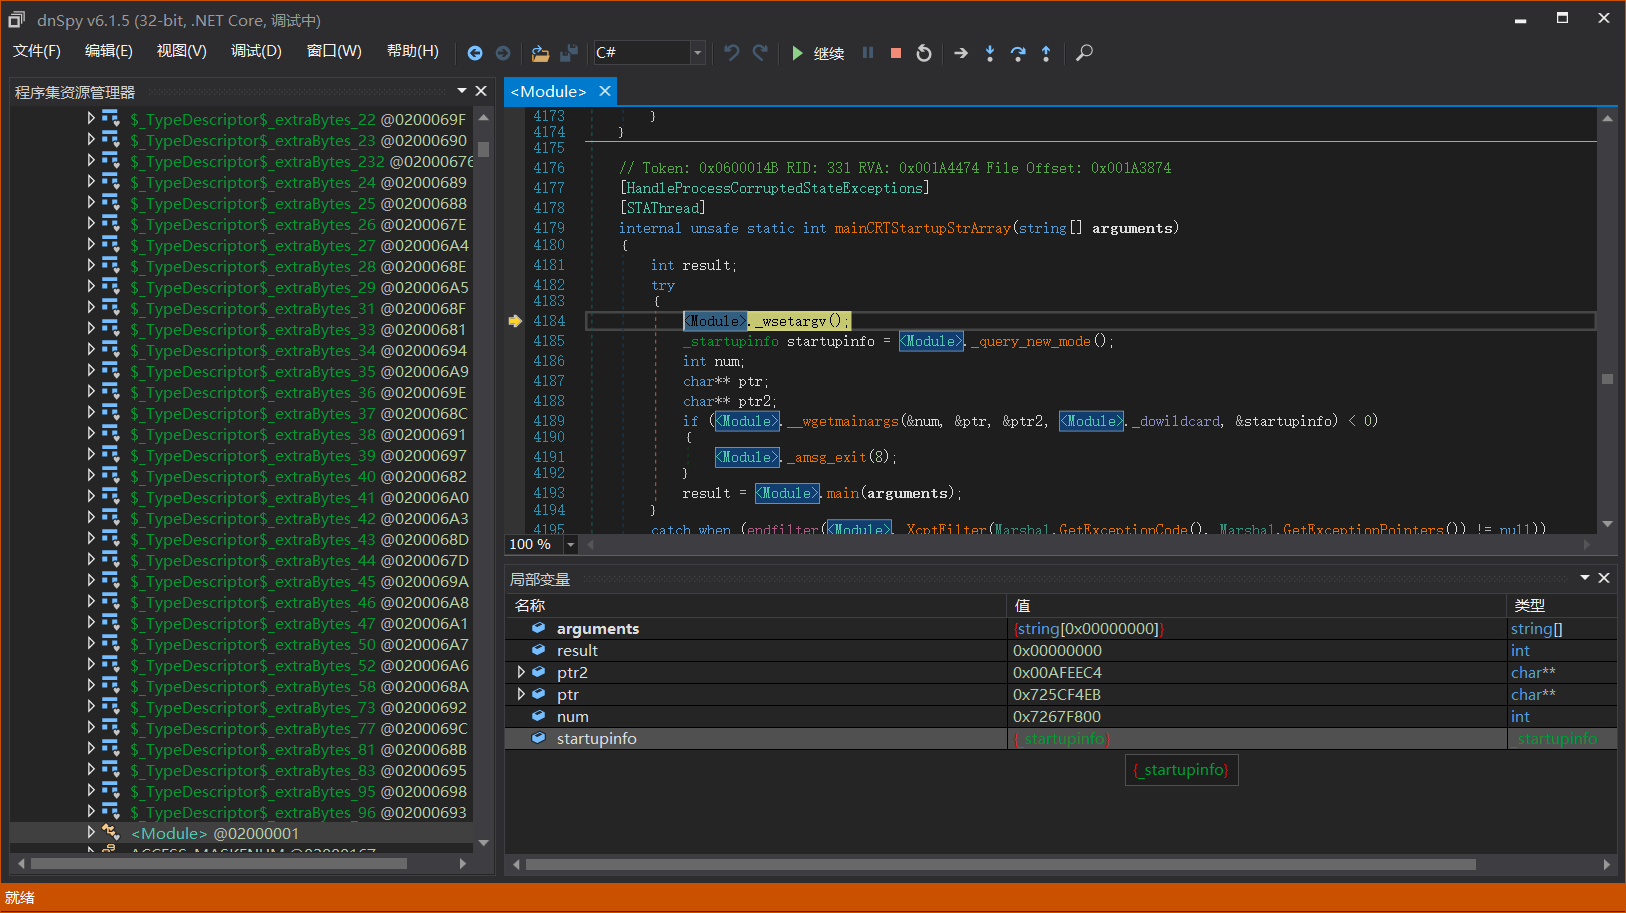 dnSpy v6.1.5 (32-bit, .NET Core, 调试中)
文件(F) 编辑(E) 视图(V) 调试(D) 窗口(W) 帮助(H) C# 继续
程序集资源管理器
$_TypeDescriptor$_extraBytes_22 @0200069F
$_TypeDescriptor$_extraBytes_23 @02000690
$_TypeDescriptor$_extraBytes_232 @02000676
$_TypeDescriptor$_extraBytes_24 @02000689
$_TypeDescriptor$_extraBytes_25 @02000688
$_TypeDescriptor$_extraBytes_26 @0200067E
$_TypeDescriptor$_extraBytes_27 @020006A4
$_TypeDescriptor$_extraBytes_28 @0200068E
$_TypeDescriptor$_extraBytes_29 @020006A5
$_TypeDescriptor$_extraBytes_31 @0200068F
$_TypeDescriptor$_extraBytes_33 @02000681
$_TypeDescriptor$_extraBytes_34 @02000694
$_TypeDescriptor$_extraBytes_35 @020006A9
$_TypeDescriptor$_extraBytes_36 @0200069E
$_TypeDescriptor$_extraBytes_37 @0200068C
$_TypeDescriptor$_extraBytes_38 @02000691
$_TypeDescriptor$_extraBytes_39 @02000697
$_TypeDescriptor$_extraBytes_40 @02000682
$_TypeDescriptor$_extraBytes_41 @020006A0
$_TypeDescriptor$_extraBytes_42 @020006A3
$_TypeDescriptor$_extraBytes_43 @0200068D
$_TypeDescriptor$_extraBytes_44 @0200067D
$_TypeDescriptor$_extraBytes_45 @0200069A
$_TypeDescriptor$_extraBytes_46 @020006A8
$_TypeDescriptor$_extraBytes_47 @020006A1
$_TypeDescriptor$_extraBytes_50 @020006A7
$_TypeDescriptor$_extraBytes_52 @020006A6
$_TypeDescriptor$_extraBytes_58 @0200068A
$_TypeDescriptor$_extraBytes_73 @02000692
$_TypeDescriptor$_extraBytes_77 @0200069C
$_TypeDescriptor$_extraBytes_81 @0200068B
$_TypeDescriptor$_extraBytes_83 @02000695
$_TypeDescriptor$_extraBytes_95 @02000698
$_TypeDescriptor$_extraBytes_96 @02000693
<Module> @02000001
ACCESS_MASKENUM @02000167
<Module>
4173 }
4174 }
4175
4176 // Token: 0x0600014B RID: 331 RVA: 0x001A4474 File Offset: 0x001A3874
4177 [HandleProcessCorruptedStateExceptions]
4178 [STAThread]
4179 internal unsafe static int mainCRTStartupStrArray(string[] arguments)
4180 {
4181 int result;
4182 try
4183 {
4184 <Module>._wsetargv();
4185 _startupinfo startupinfo = <Module>._query_new_mode();
4186 int num;
4187 char** ptr;
4188 char** ptr2;
4189 if (<Module>.__wgetmainargs(&num, &ptr, &ptr2, <Module>._dowildcard, &startupinfo) < 0)
4190 {
4191 <Module>._amsg_exit(8);
4192 }
4193 result = <Module>.main(arguments);
4194 }
4195 catch when (endfilter(<Module>._XcptFilter(Marshal.GetExceptionCode(), Marshal.GetExceptionPointers()) != null))
100 %
局部变量
名称 值 类型
arguments {string[0x00000000]} string[]
result 0x00000000 int
ptr2 0x00AFEEC4 char**
ptr 0x725CF4EB char**
num 0x7267F800 int
startupinfo {_startupinfo} _startupinfo
{_startupinfo}
就绪